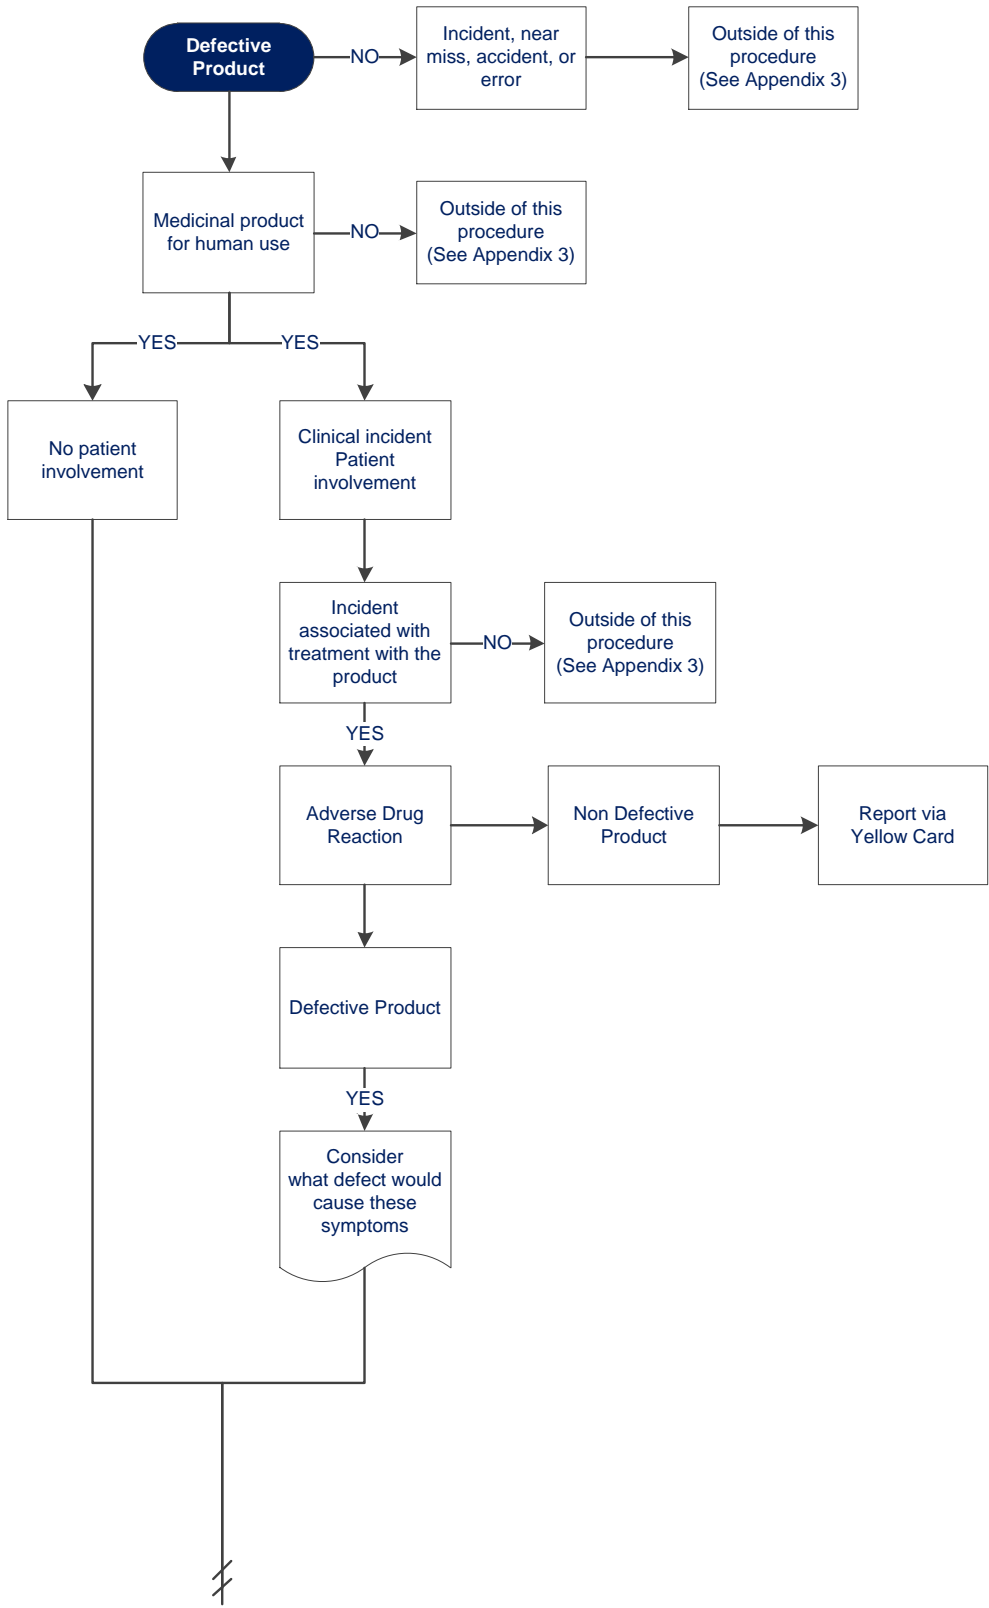 Defective
Product
NO
Incident, near
miss, accident, or
error
Outside of this
procedure
(See Appendix 3)
Medicinal product
for human use
NO
Outside of this
procedure
(See Appendix 3)
YES
YES
No patient
involvement
Clinical incident
Patient
involvement
Incident
associated with
treatment with the
product
NO
Outside of this
procedure
(See Appendix 3)
YES
Adverse Drug
Reaction
Non Defective
Product
Report via
Yellow Card
Defective Product
YES
Consider
what defect would
cause these
symptoms